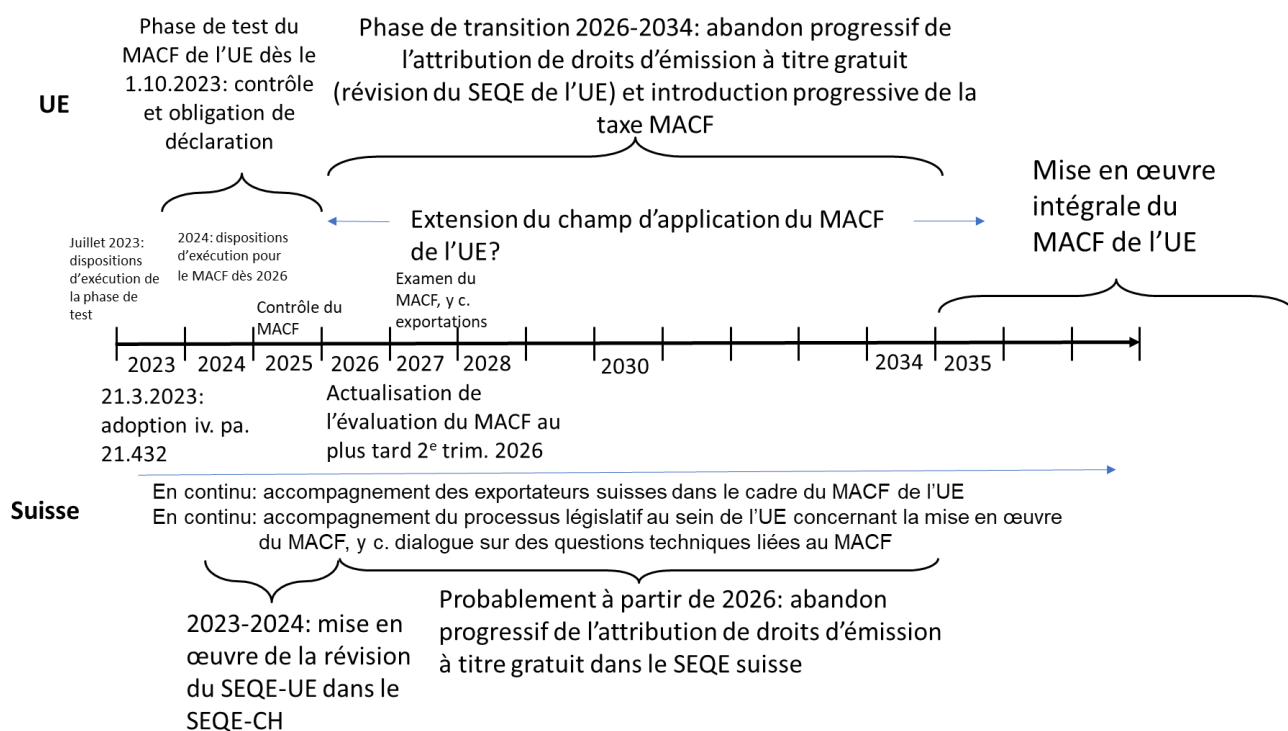 Phase de test du
MACF de l'UE dès le
1.10.2023: contrôle
et obligation de
déclaration
Phase de transition 2026-2034: abandon progressif de
l'attribution de droits d'émission à titre gratuit
(révision du SEQE de l'UE) et introduction progressive de la
taxe MACF
UE
Mise en œuvre
intégrale du
MACF de l'UE
Extension du champ d'application du MACF
de l'UE?
Juillet 2023:
dispositions
d'exécution de
la phase de
test
2024: dispositions
d'exécution pour
le MACF dès 2026
Contrôle du
MACF
Examen du
MACF, y c.
exportations
2023 2024 2025 2026 2027 2028 2030 2034 2035
21.3.2023:
adoption iv. pa.
21.432
Actualisation de
l'évaluation du MACF au
plus tard 2e trim. 2026
Suisse
En continu: accompagnement des exportateurs suisses dans le cadre du MACF de l'UE
En continu: accompagnement du processus législatif au sein de l'UE concernant la mise en œuvre
du MACF, y c. dialogue sur des questions techniques liées au MACF
2023-2024: mise en
œuvre de la révision
du SEQE-UE dans le
SEQE-CH
Probablement à partir de 2026: abandon
progressif de l'attribution de droits d'émission
à titre gratuit dans le SEQE suisse